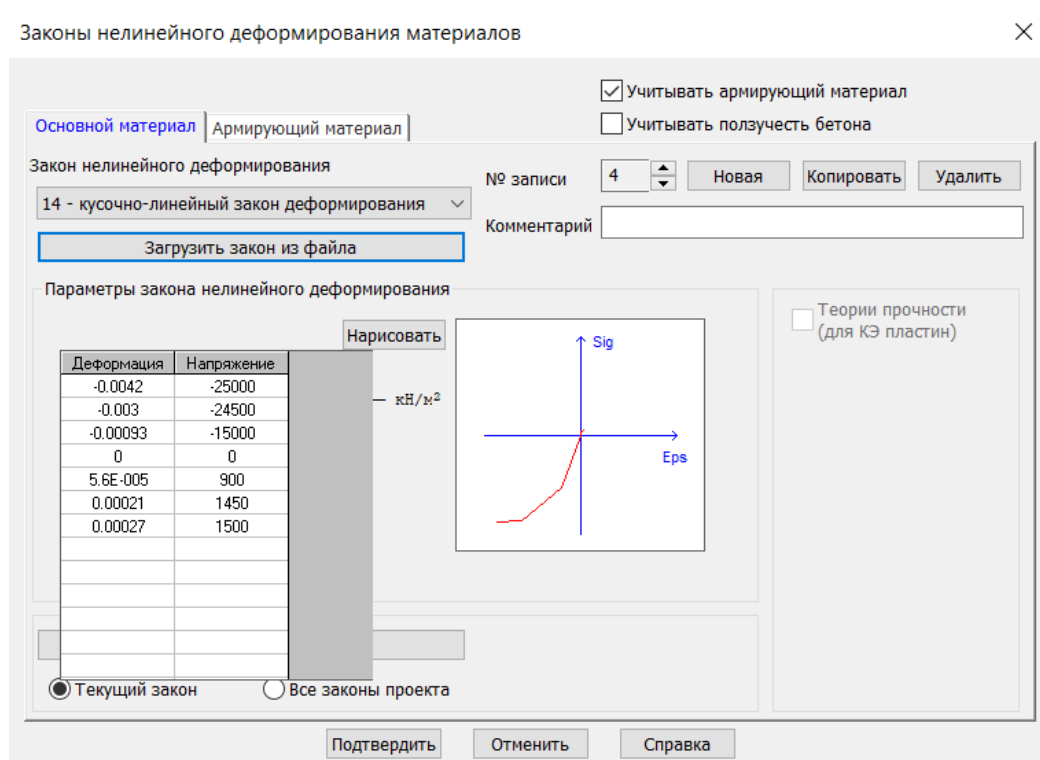 Законы нелинейного деформирования материалов
Учитывать армирующий материал
Учитывать ползучесть бетона
Основной материал Армирующий материал
Закон нелинейного деформирования
14 - кусочно-линейный закон деформирования
Загрузить закон из файла
№ записи 4 Новая Копировать Удалить
Комментарий
Параметры закона нелинейного деформирования
Нарисовать
Деформация Напряжение
-0.0042 -25000
-0.003 -24500
-0.00093 -15000
0 0
5.6E-005 900
0.00021 1450
0.00027 1500
— кН/м²
Sig
Eps
Теории прочности
(для КЭ пластин)
Текущий закон Все законы проекта
Подтвердить Отменить Справка